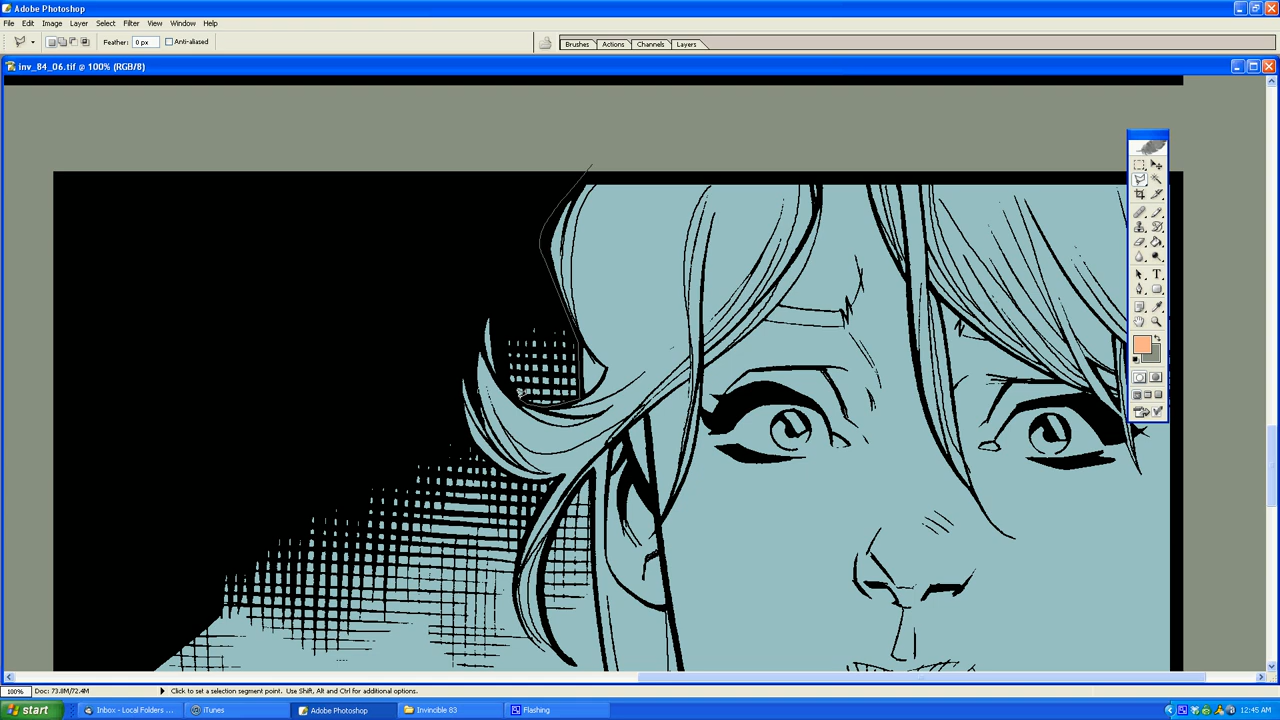 Adobe Photoshop
File Edit Image Layer Select Filter View Window Help
Feather: 0 px Anti-aliased Brushes Actions Channels Layers
inv_84_06.tif @ 100% (RGB/8)
100% Doc: 73.8M/72.4M Click to set a selection segment point. Use Shift, Alt and Ctrl for additional options.
start Inbox - Local Folders ... iTunes Adobe Photoshop Invincible 83 Flashing 12:45 AM